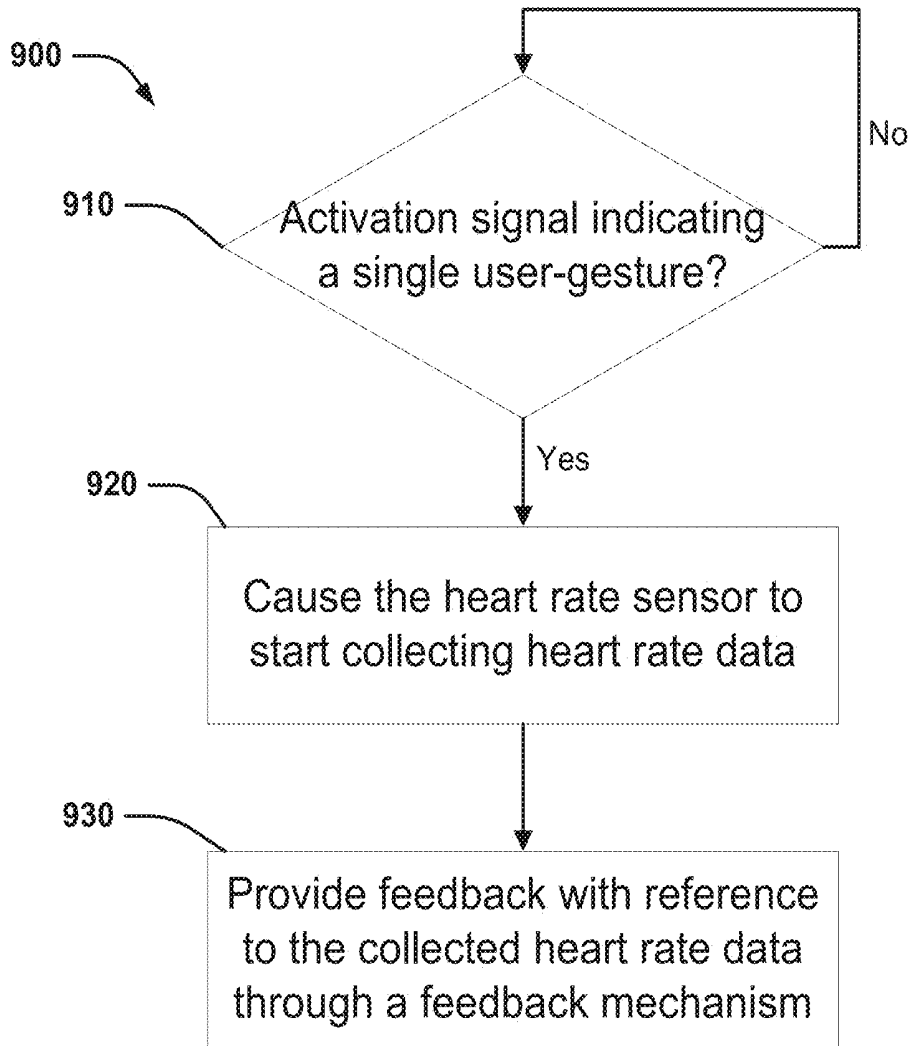 900
No
910
Activation signal indicating
a single user-gesture?
Yes
920
Cause the heart rate sensor to
start collecting heart rate data
930
Provide feedback with reference
to the collected heart rate data
through a feedback mechanism